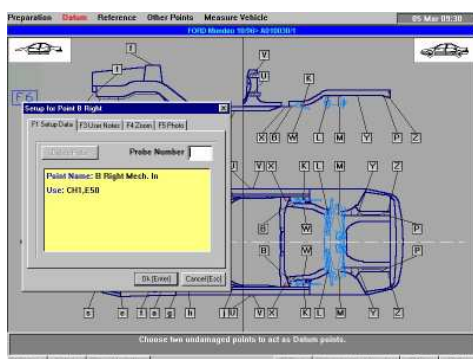 Preparation Datum Reference Other Points Measure Vehicle 05 Mar 09:30
FORD Mondeo 10/96> A010030/1
f
V
U
K
F6
X B W L M Y P Z
Setup for Point B Right
F1 Setup Data F3 User Notes F4 Zoom F5 Photo
Probe Number
Point Name: B Right Mech. In
Use: CH1,E50
Ok (Enter) Cancel(Esc)
U V X K L M Y Z
B W P
B W P
s e f a g h j U V X K L M Y Z
Choose two undamaged points to act as Datum points.